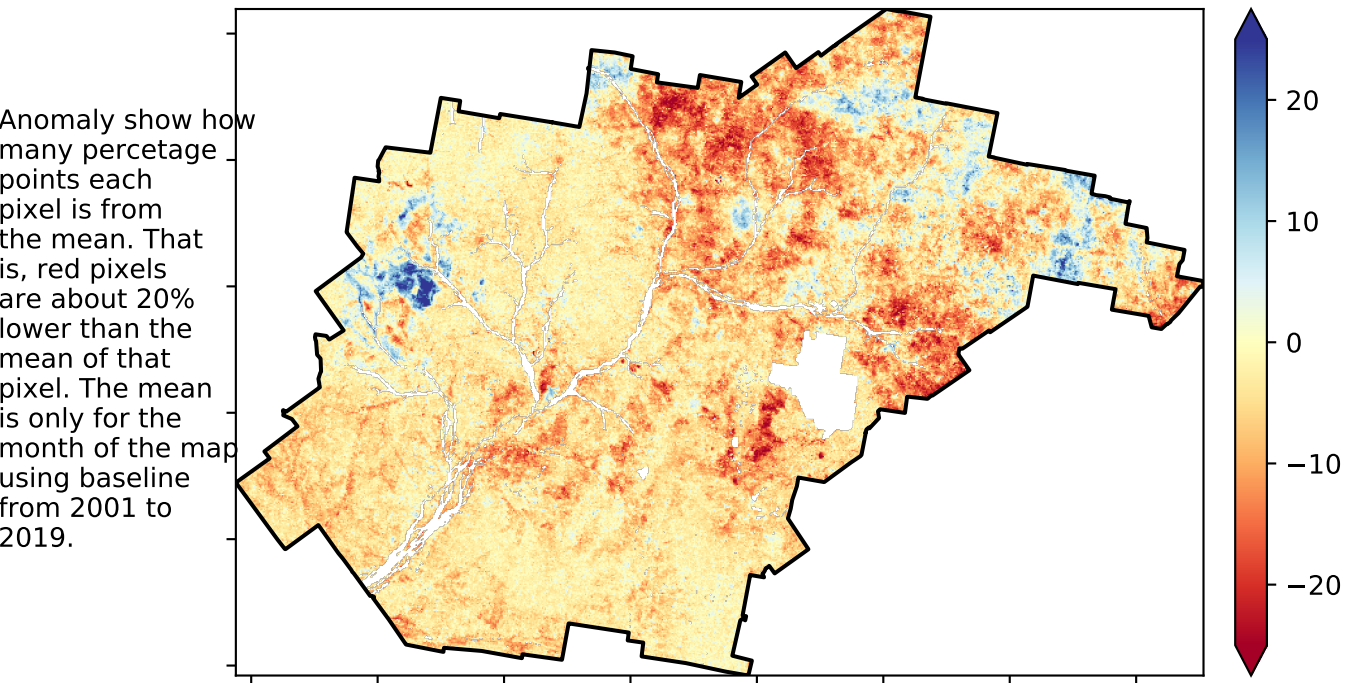 Anomaly show how
many percetage
points each
pixel is from
the mean. That
is, red pixels
are about 20%
lower than the
mean of that
pixel. The mean
is only for the
month of the map
using baseline
from 2001 to
2019.
20
10
0
−10
−20